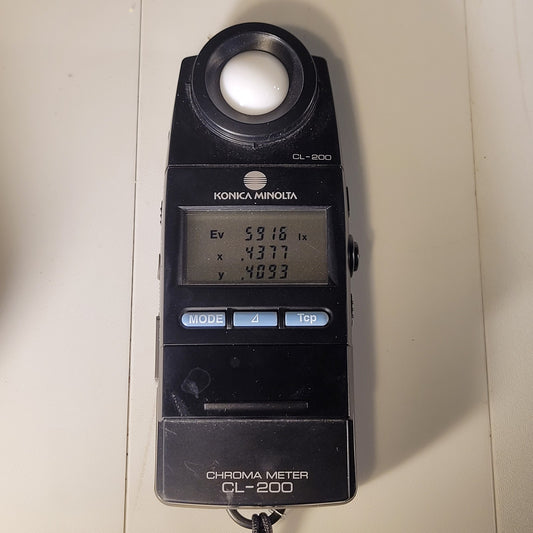 CL-200
KONICA MINOLTA
Ev 5916 lx
x .4377
y .4093
MODE ⊿ Tcp
CHROMA METER
CL-200